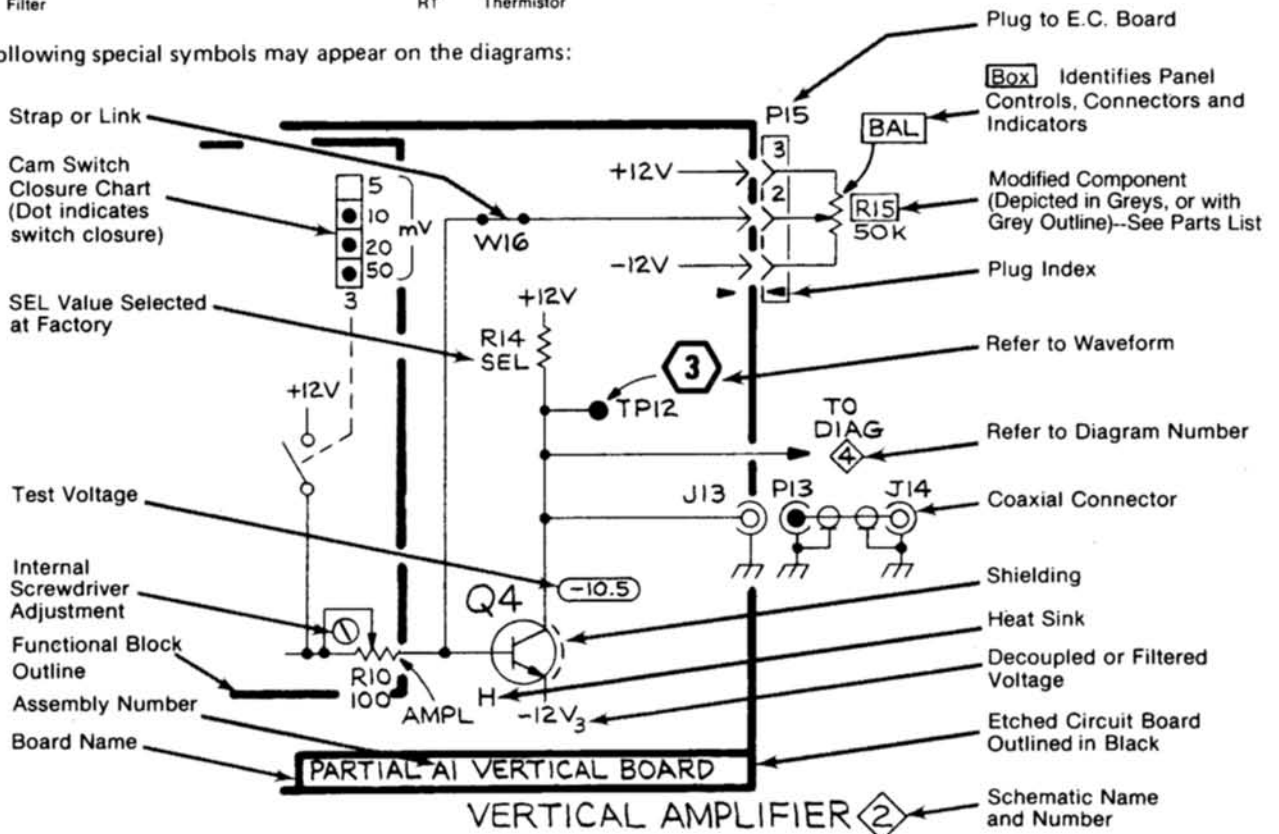 Filter
RT Thermistor
ollowing special symbols may appear on the diagrams:
Plug to E.C. Board
Box Identifies Panel
Controls, Connectors and
Indicators
Modified Component
(Depicted in Greys, or with
Grey Outline)--See Parts List
Plug Index
Refer to Waveform
Refer to Diagram Number
Coaxial Connector
Shielding
Heat Sink
Decoupled or Filtered
Voltage
Etched Circuit Board
Outlined in Black
Schematic Name
and Number
Strap or Link
Cam Switch
Closure Chart
(Dot indicates
switch closure)
SEL Value Selected
at Factory
Test Voltage
Internal
Screwdriver
Adjustment
Functional Block
Outline
Assembly Number
Board Name
5
10
20
50
mV
3
+12V
W16
+12V
-12V
P15
3
2
BAL
R15
50K
+12V
R14
SEL
3
TP12
TO
DIAG
4
J13
P13
J14
-10.5
Q4
H
-12V3
R10
100
AMPL
PARTIAL A1 VERTICAL BOARD
VERTICAL AMPLIFIER 2